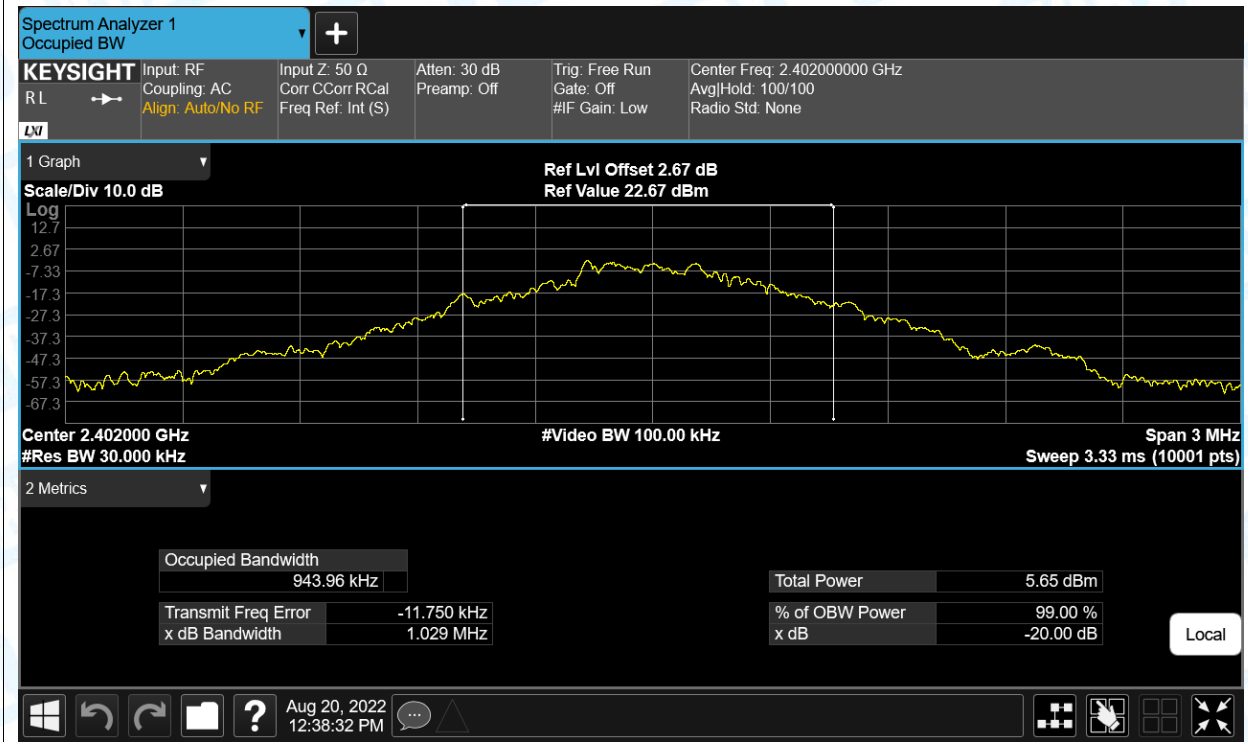 Spectrum Analyzer 1
Occupied BW
KEYSIGHT
R L
LXI
Input: RF
Coupling: AC
Align: Auto/No RF
Input Z: 50 Ω
Corr CCorr RCal
Freq Ref: Int (S)
Atten: 30 dB
Preamp: Off
Trig: Free Run
Gate: Off
#IF Gain: Low
Center Freq: 2.402000000 GHz
Avg|Hold: 100/100
Radio Std: None
1 Graph
Scale/Div 10.0 dB
Ref Lvl Offset 2.67 dB
Ref Value 22.67 dBm
Log
12.7
2.67
-7.33
-17.3
-27.3
-37.3
-47.3
-57.3
-67.3
Center 2.402000 GHz
#Video BW 100.00 kHz
Span 3 MHz
#Res BW 30.000 kHz
Sweep 3.33 ms (10001 pts)
2 Metrics
Occupied Bandwidth
943.96 kHz
Total Power 5.65 dBm
Transmit Freq Error -11.750 kHz
% of OBW Power 99.00 %
x dB Bandwidth 1.029 MHz
x dB -20.00 dB
Local
?
Aug 20, 2022
12:38:32 PM